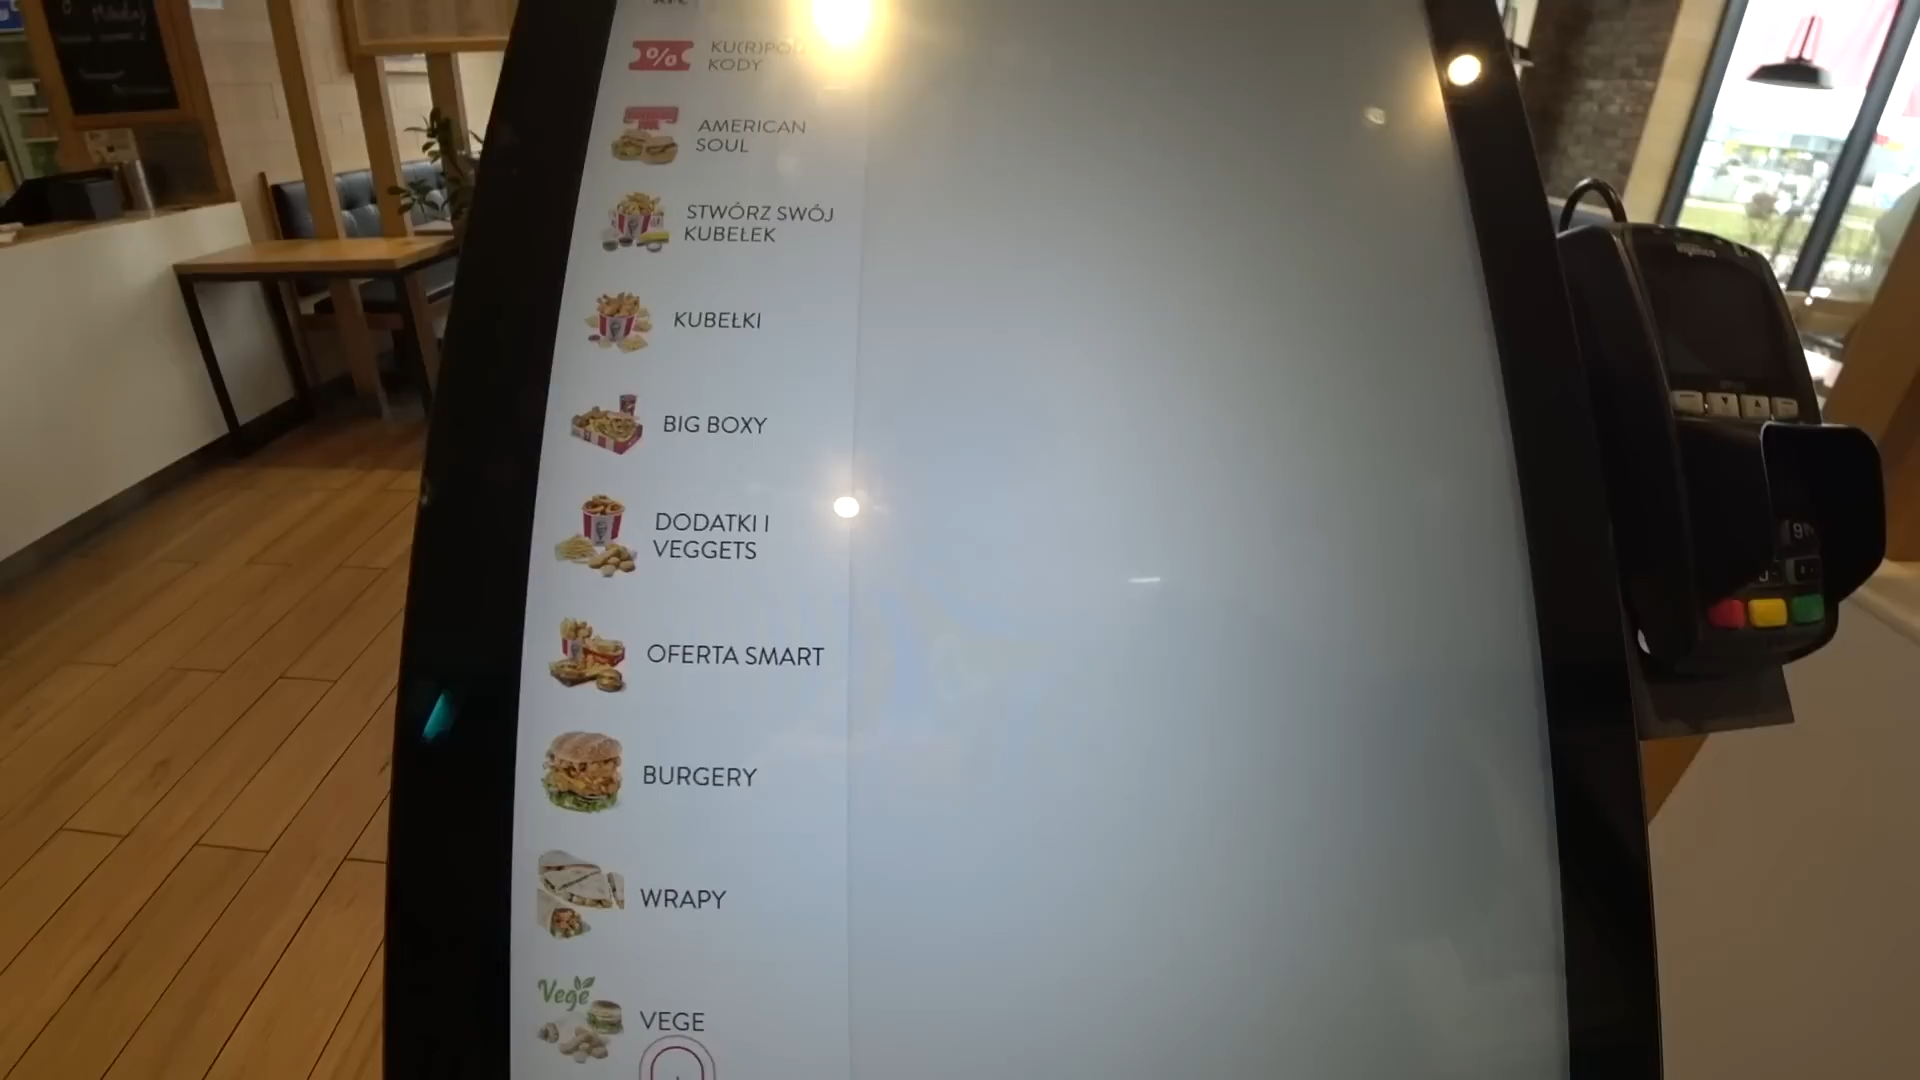 KU(R)PO
KODY
AMERICAN
SOUL
STWÓRZ SWÓJ
KUBEŁEK
KUBEŁKI
BIG BOXY
DODATKI I
VEGGETS
OFERTA SMART
BURGERY
WRAPY
Vege
VEGE